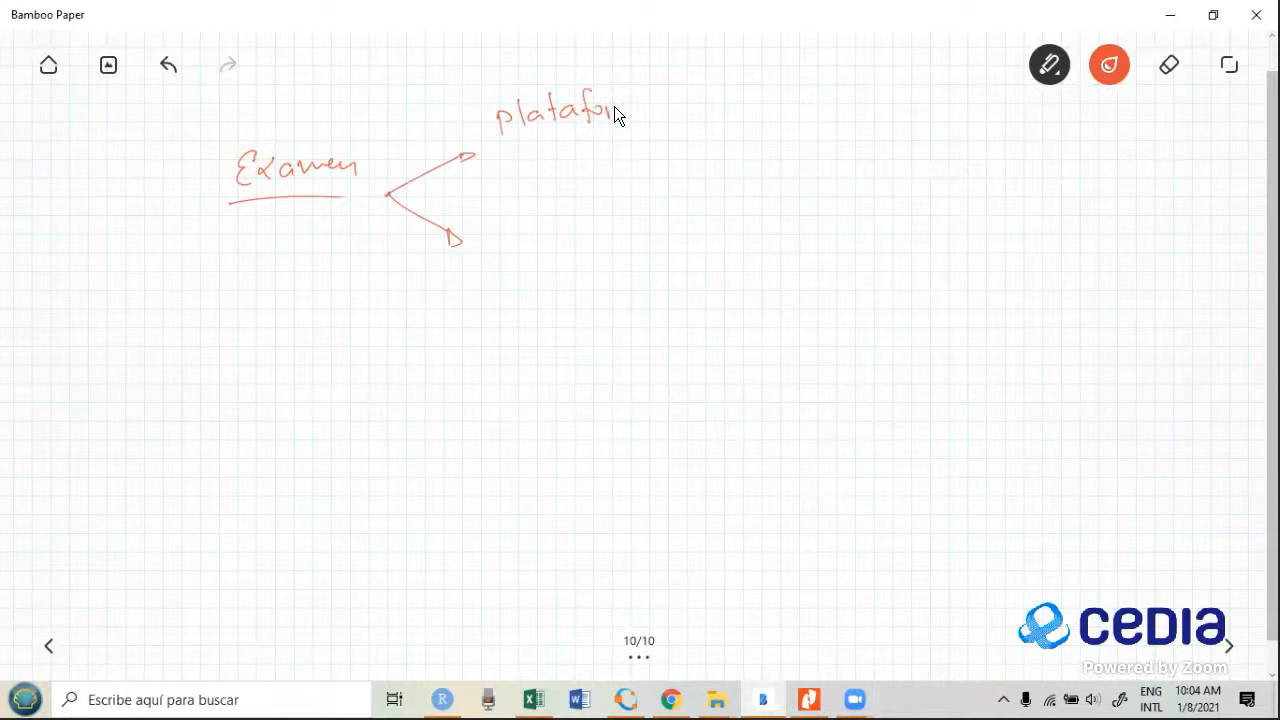 Bamboo Paper
platafor
Examen
10/10
cedia
Powered by Zoom
Escribe aquí para buscar
ENG
INTL
10:04 AM
1/8/2021